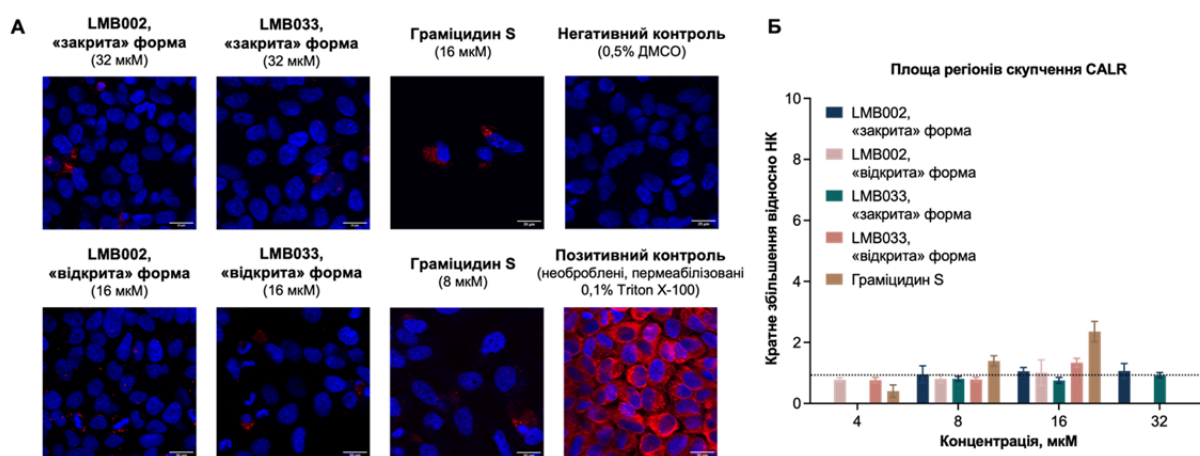 А
LMB002,
«закрита» форма
(32 мкМ)
LMB033,
«закрита» форма
(32 мкМ)
Граміцидин S
(16 мкМ)
Негативний контроль
(0,5% ДМСО)
LMB002,
«відкрита» форма
(16 мкМ)
LMB033,
«відкрита» форма
(16 мкМ)
Граміцидин S
(8 мкМ)
Позитивний контроль
(необроблені, пермеабілізовані
0,1% Triton X-100)
Б
Площа регіонів скупчення CALR
Кратне збільшення відносно НК
10
8
6
4
2
0
LMB002,
«закрита» форма
LMB002,
«відкрита» форма
LMB033,
«закрита» форма
LMB033,
«відкрита» форма
Граміцидин S
4 8 16 32
Концентрація, мкМ